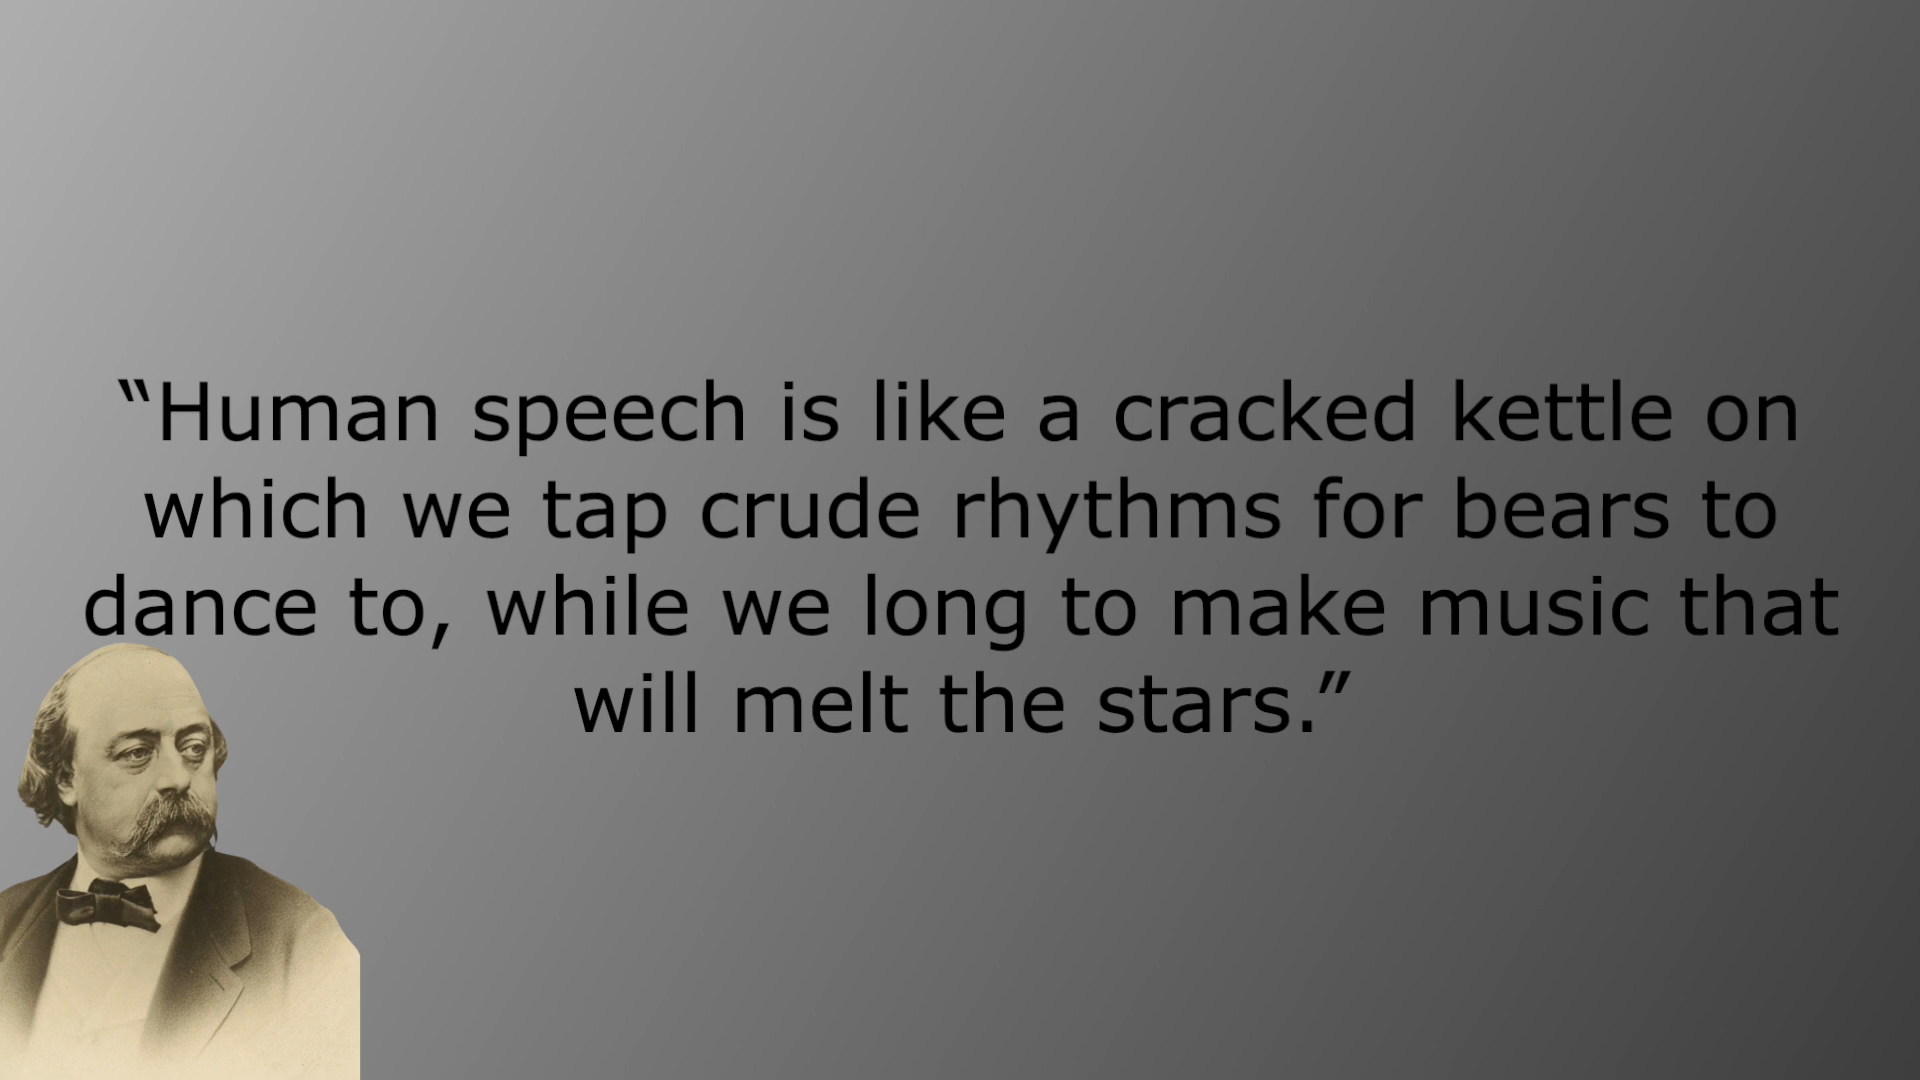 “Human speech is like a cracked kettle on
which we tap crude rhythms for bears to
dance to, while we long to make music that
will melt the stars.”